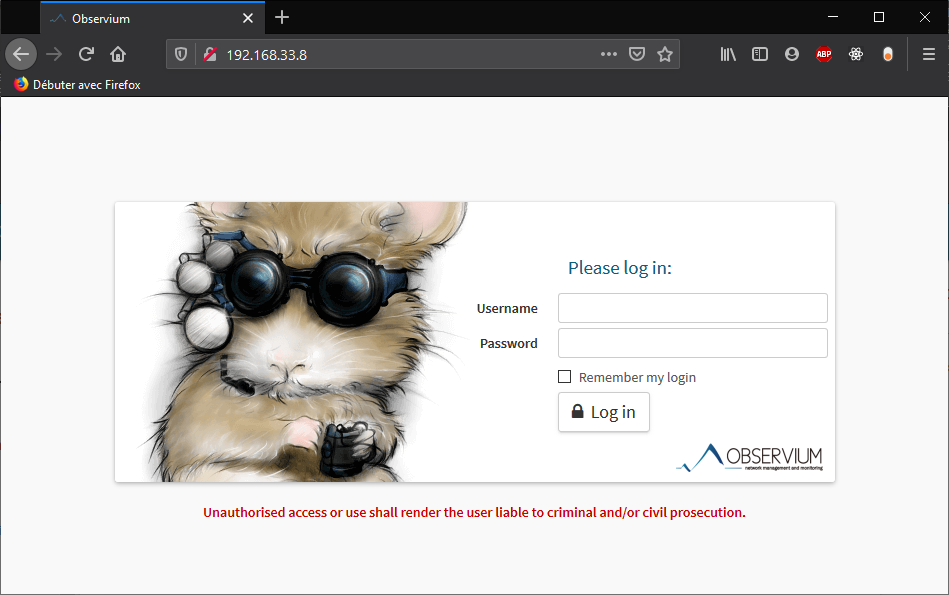 Observium
192.168.33.8
ABP
Débuter avec Firefox
Please log in:
Username
Password
Remember my login
Log in
OBSERVIUM
network management and monitoring
Unauthorised access or use shall render the user liable to criminal and/or civil prosecution.